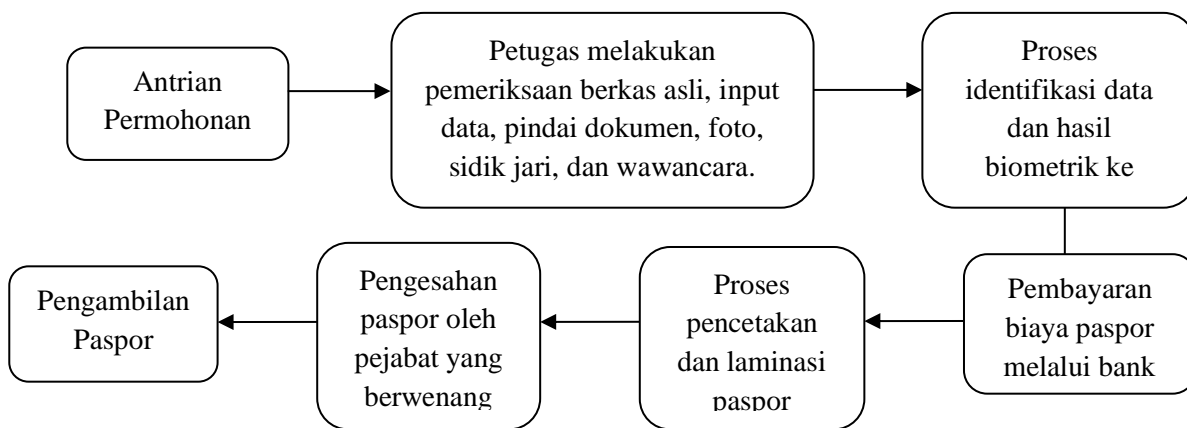 Antrian
Permohonan
Petugas melakukan
pemeriksaan berkas asli, input
data, pindai dokumen, foto,
sidik jari, dan wawancara.
Proses
identifikasi data
dan hasil
biometrik ke
Pembayaran
biaya paspor
melalui bank
Proses
pencetakan
dan laminasi
paspor
Pengesahan
paspor oleh
pejabat yang
berwenang
Pengambilan
Paspor